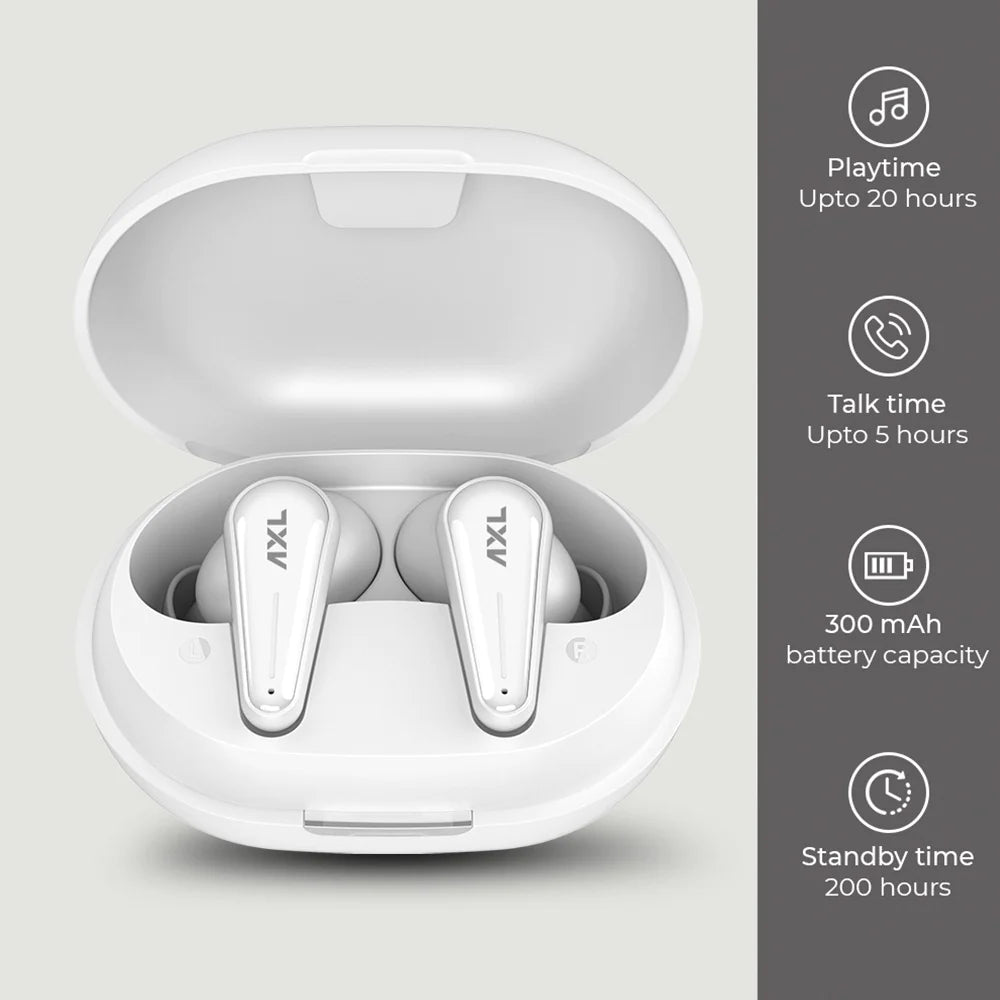 AXL
AXL
L
R
Playtime
Upto 20 hours
Talk time
Upto 5 hours
300 mAh
battery capacity
Standby time
200 hours